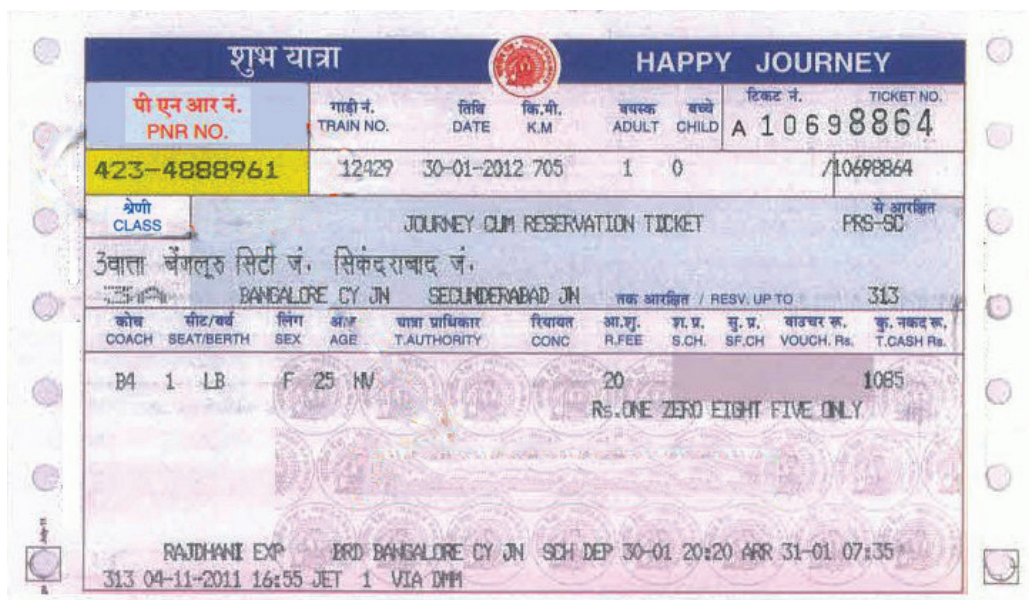 शुभ यात्रा HAPPY JOURNEY
पी एन आर नं. गाड़ी नं. तिथि कि.मी. वयस्क बच्चे टिकट नं. TICKET NO.
PNR NO. TRAIN NO. DATE K.M ADULT CHILD A 10698864
423-4888961 12429 30-01-2012 705 1 0 /10698864
श्रेणी से आरक्षित
CLASS JOURNEY CUM RESERVATION TICKET PRS-SC
3वाता बेंगलूरु सिटी जं. सिकंदराबाद जं.
BANGALORE CY JN SECUNDERABAD JN तक आरक्षित / RESV. UP TO 313
कोच सीट/बर्थ लिंग आयु यात्रा प्राधिकार रियायत आ.शु. श.प्र. सु.प्र. वाउचर रू. कु. नकद रू.
COACH SEAT/BERTH SEX AGE T.AUTHORITY CONC R.FEE S.CH. SF.CH VOUCH. Rs. T.CASH Rs.
B4 1 LB F 25 NV 20 1085
Rs.ONE ZERO EIGHT FIVE ONLY
RAJDHANI EXP BRD BANGALORE CY JN SCH DEP 30-01 20:20 ARR 31-01 07:35
313 04-11-2011 16:55 JET 1 VIA DMM